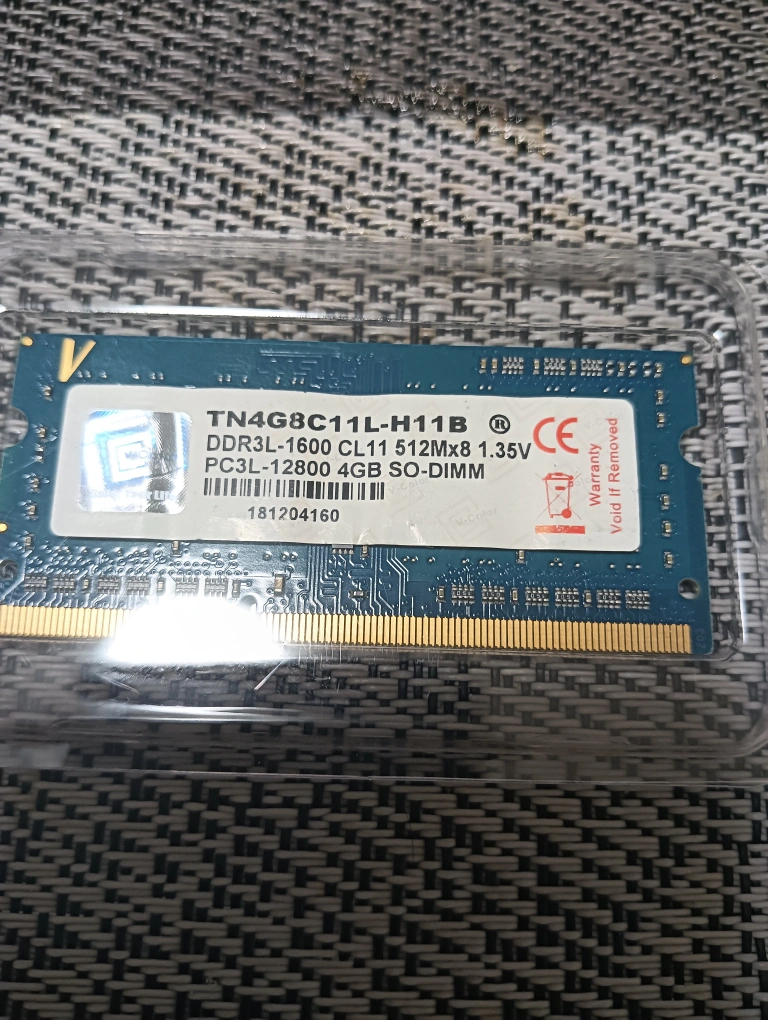 V
TN4G8C11L-H11B ®
DDR3L-1600 CL11 512Mx8 1.35V
PC3L-12800 4GB SO-DIMM
181204160
CE
Warranty
Void If Removed